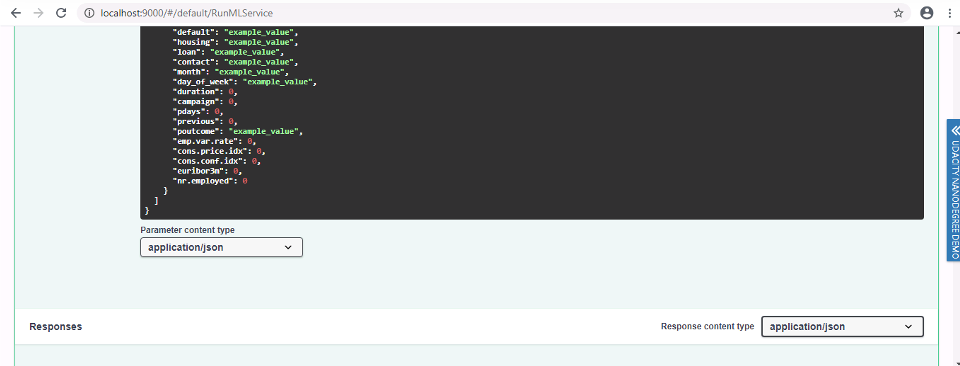 localhost:9000/#/default/RunMLService
"default": "example_value",
"housing": "example_value",
"loan": "example_value",
"contact": "example_value",
"month": "example_value",
"day_of_week": "example_value",
"duration": 0,
"campaign": 0,
"pdays": 0,
"previous": 0,
"poutcome": "example_value",
"emp.var.rate": 0,
"cons.price.idx": 0,
"cons.conf.idx": 0,
"euribor3m": 0,
"nr.employed": 0
}
]
}
Parameter content type
application/json
Responses
Response content type
application/json
UDACITY NANODEGREE DEMO